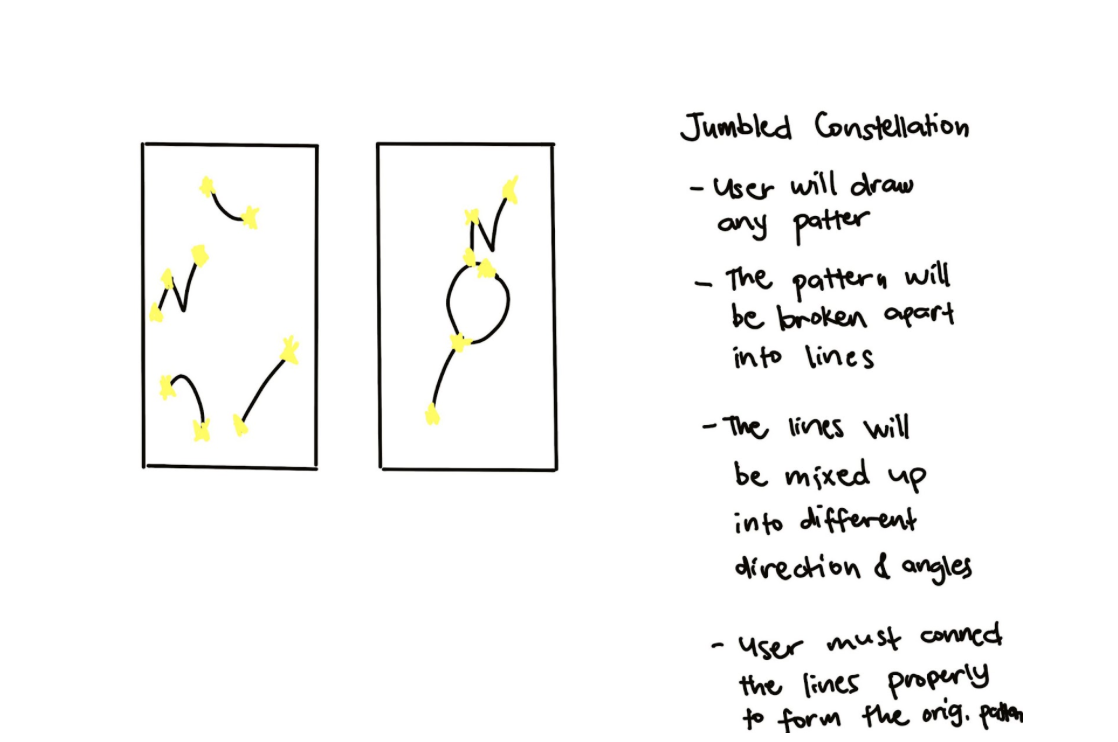 Jumbled Constellation
- User will draw
any patter
- The pattern will
be broken apart
into lines
- The lines will
be mixed up
into different
direction & angles
- User must connect
the lines properly
to form the orig. pattern